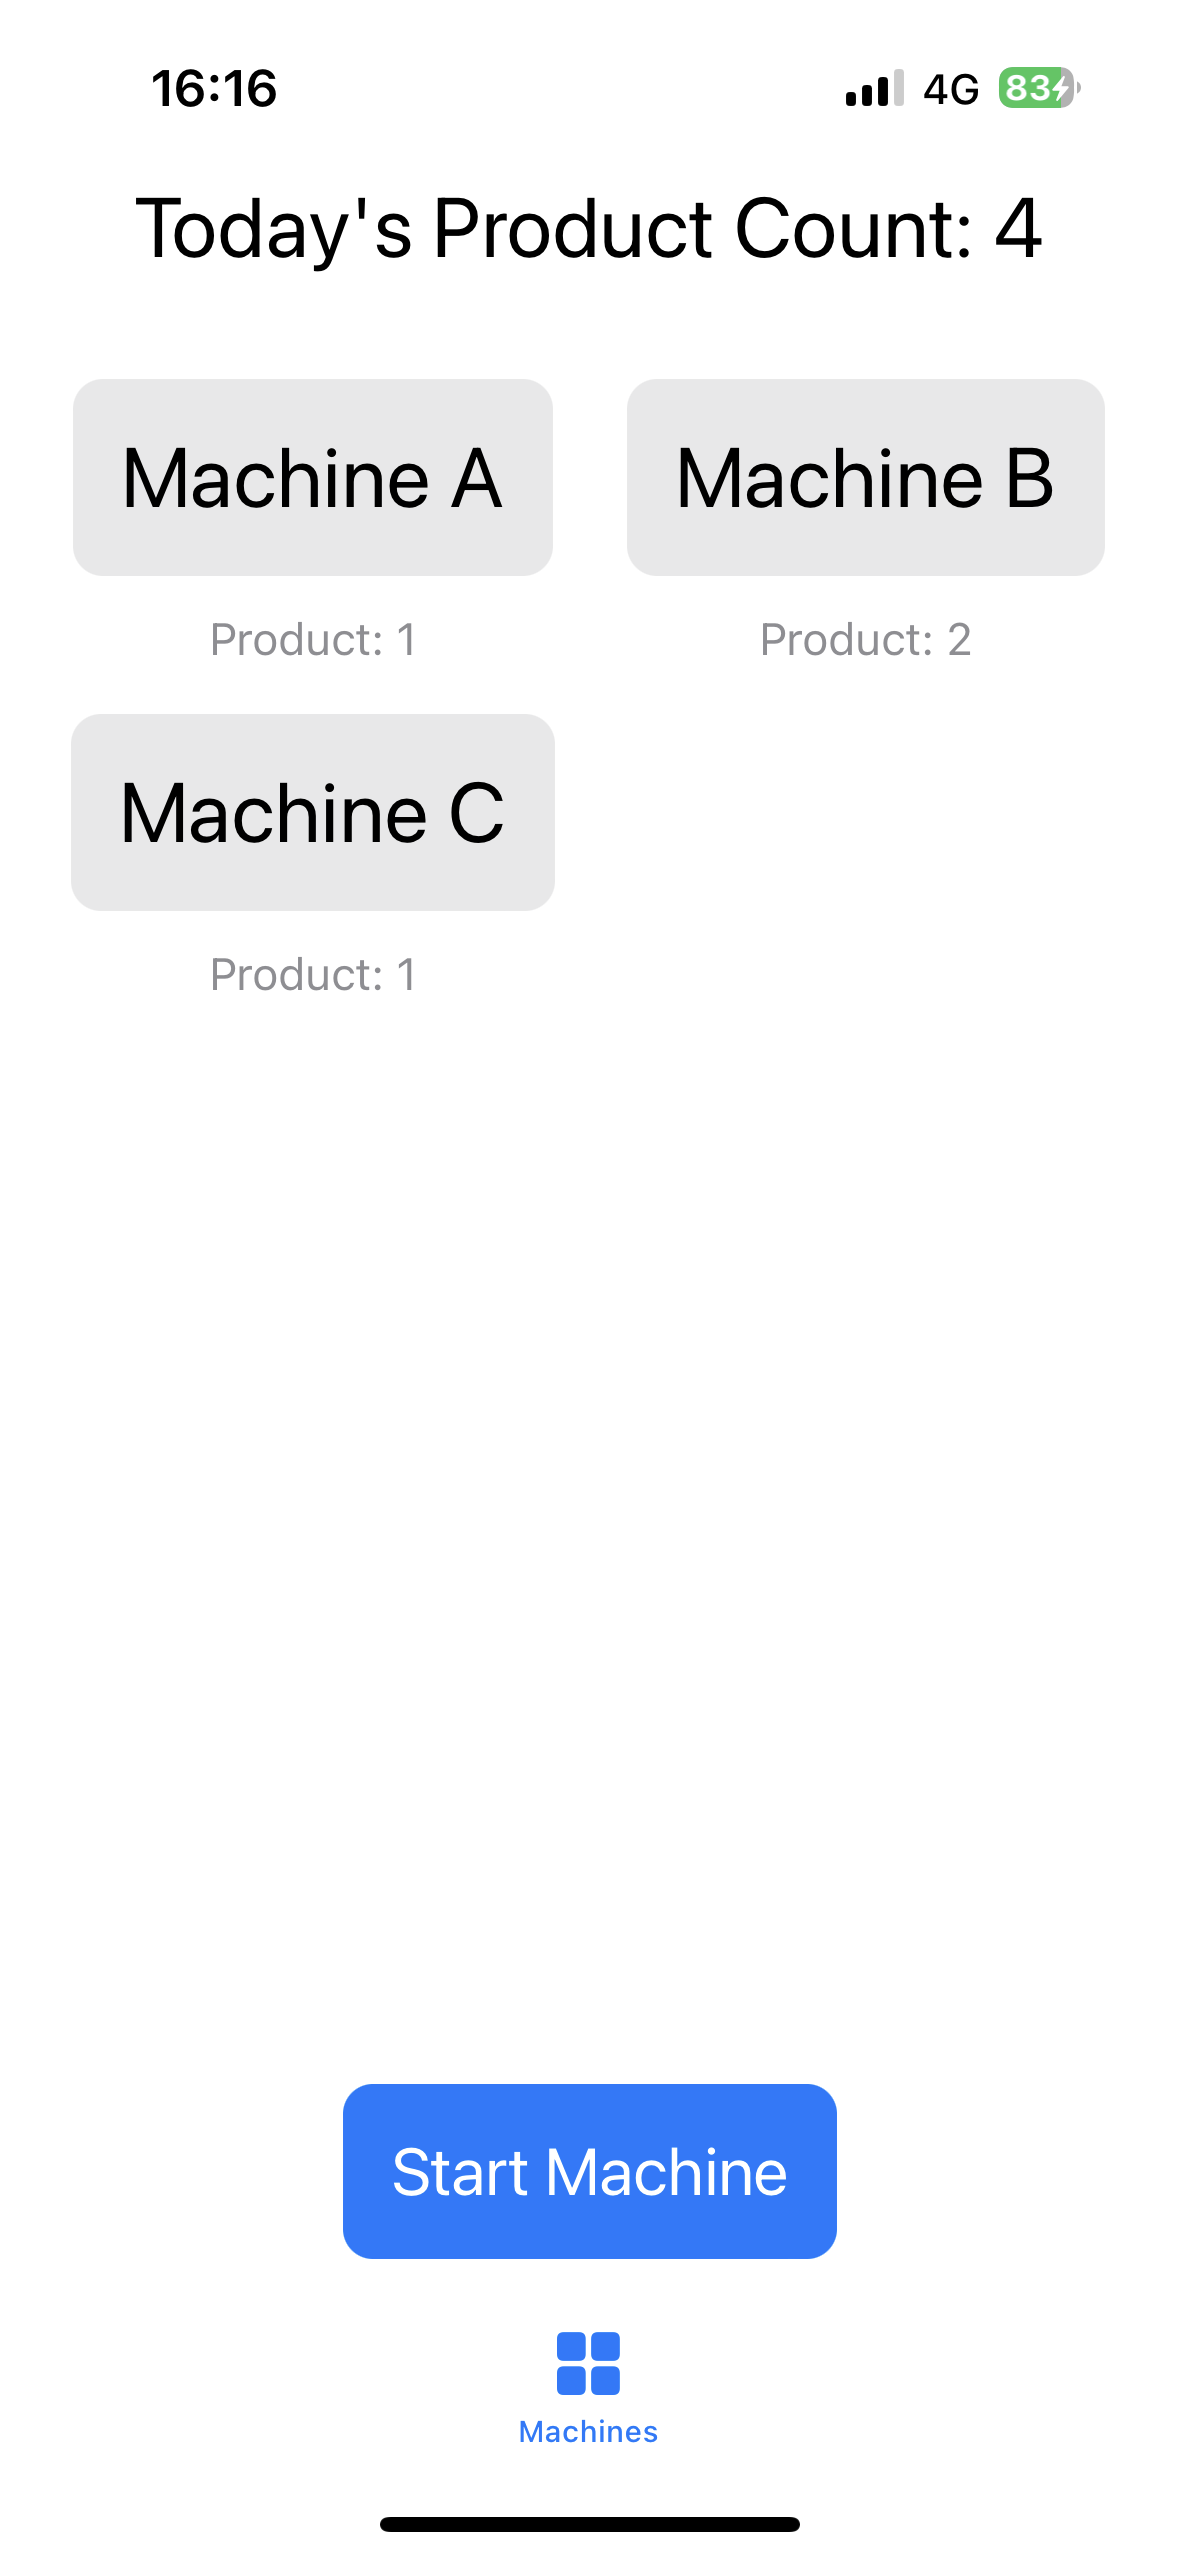 16:16 4G 83
Today's Product Count: 4
Machine A Machine B
Product: 1 Product: 2
Machine C
Product: 1
Start Machine
Machines